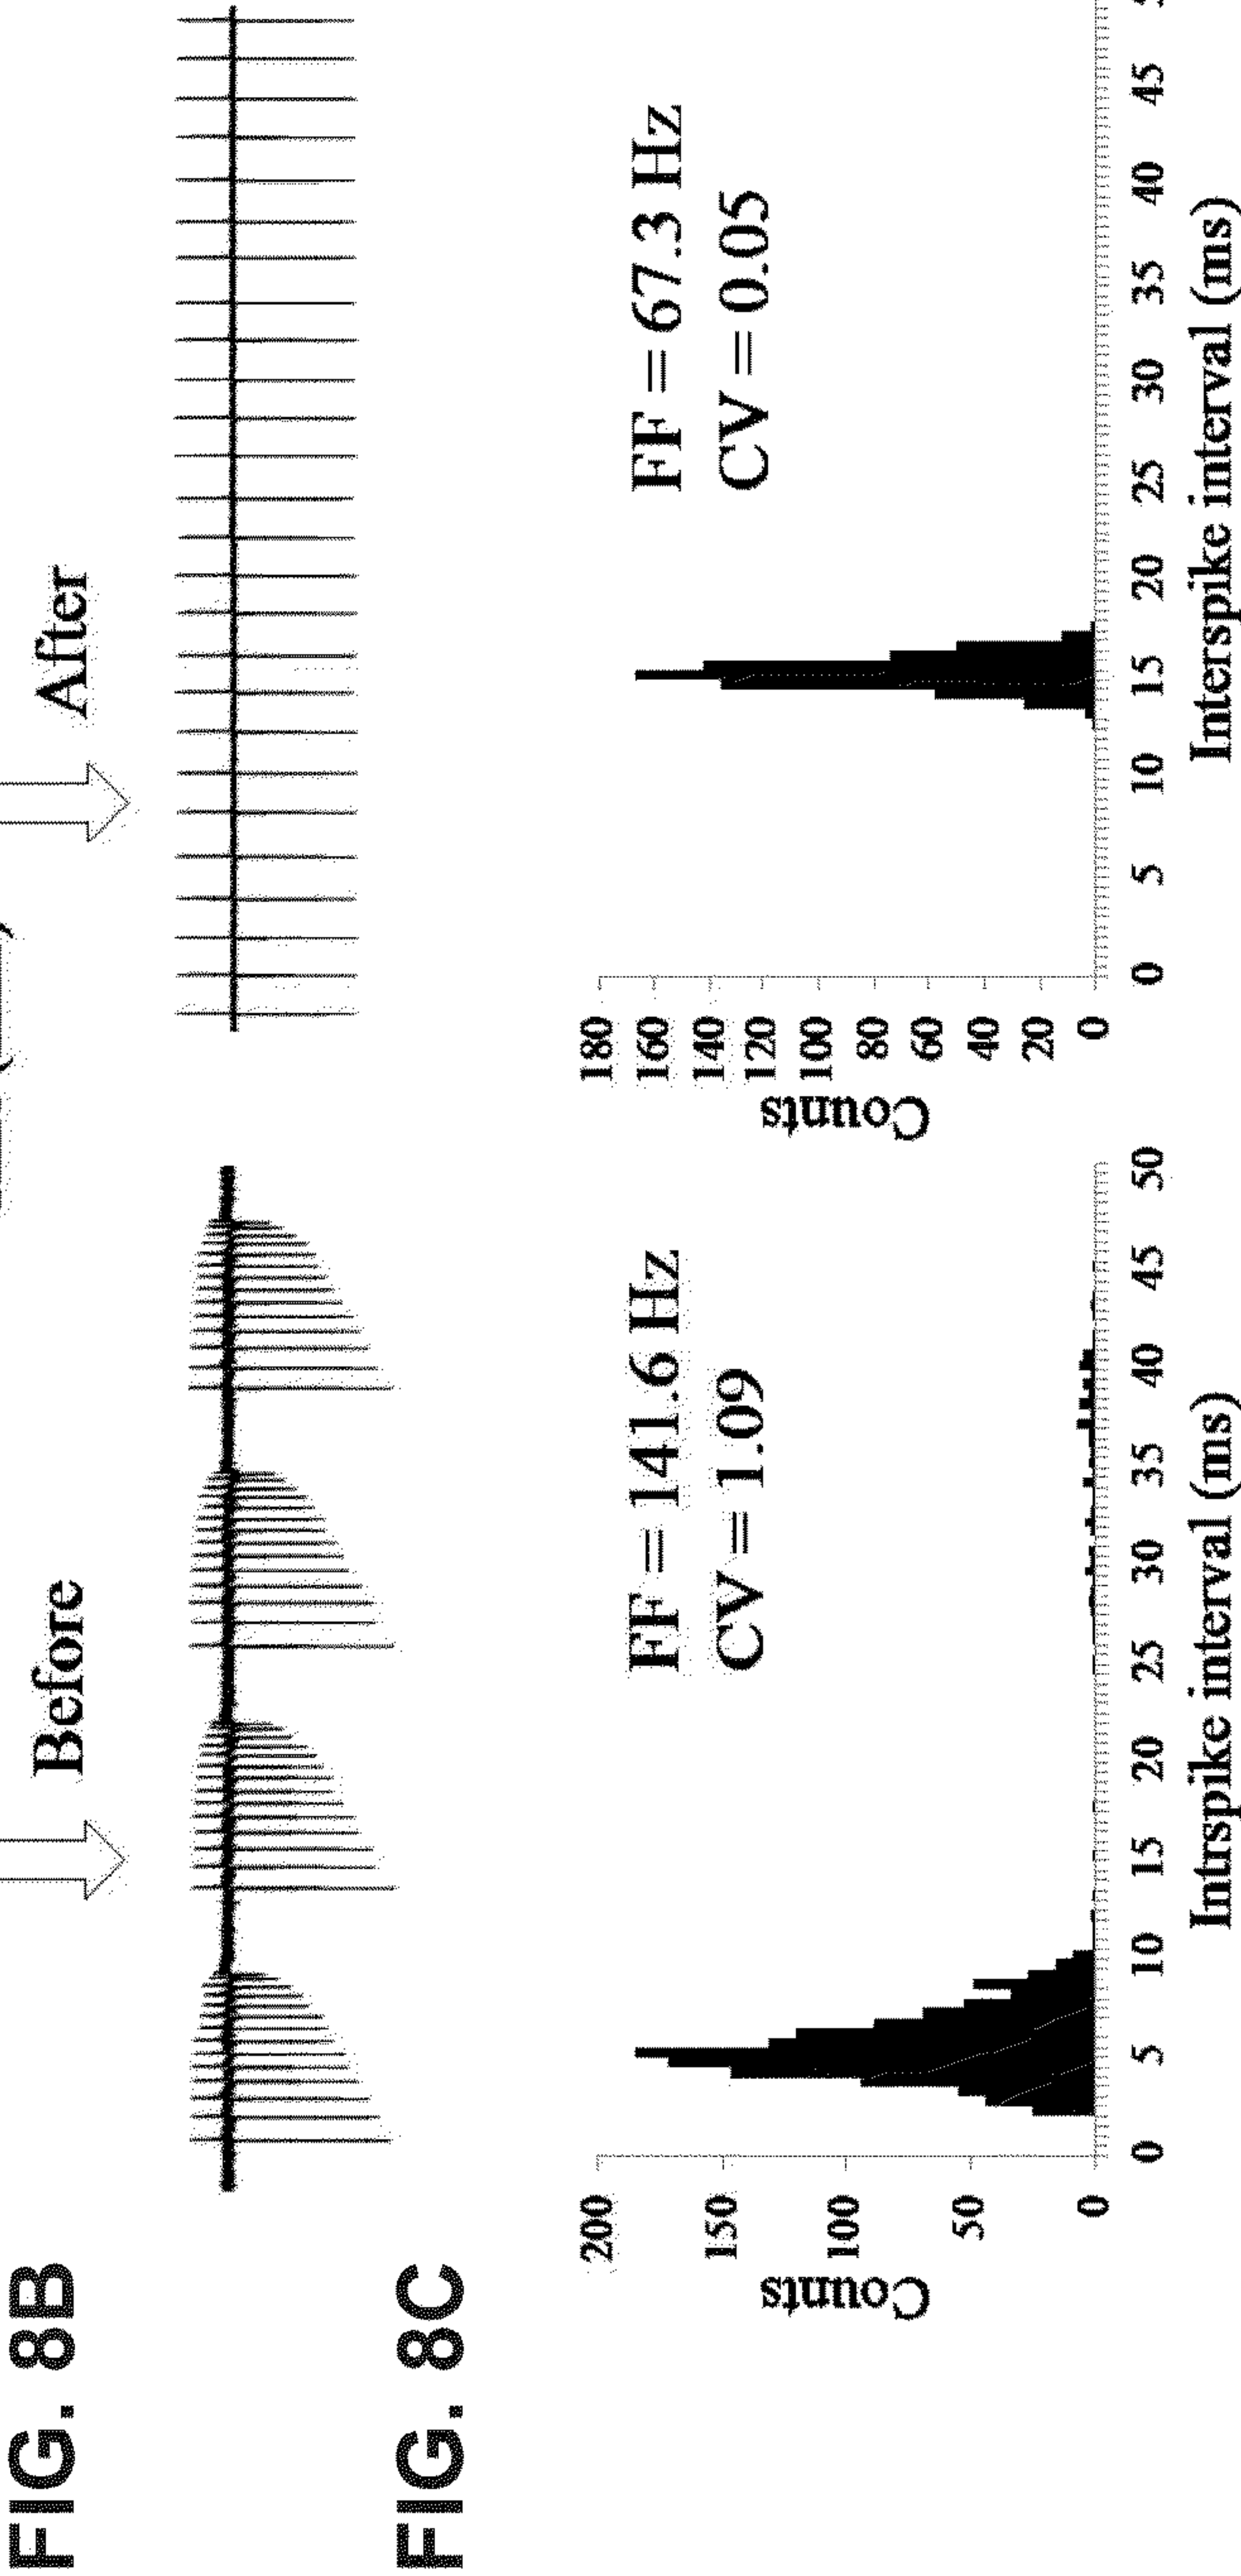 FIG. 8B
Before
After
FIG. 8C
FF = 141.6 Hz
CV = 1.09
Counts
200
150
100
50
0
0 5 10 15 20 25 30 35 40 45 50
Intrspike interval (ms)
FF = 67.3 Hz
CV = 0.05
Counts
180
160
140
120
100
80
60
40
20
0
0 5 10 15 20 25 30 35 40 45
Interspike interval (ms)